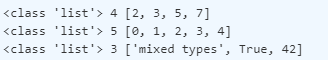 <class 'list'> 4 [2, 3, 5, 7]
<class 'list'> 5 [0, 1, 2, 3, 4]
<class 'list'> 3 ['mixed types', True, 42]